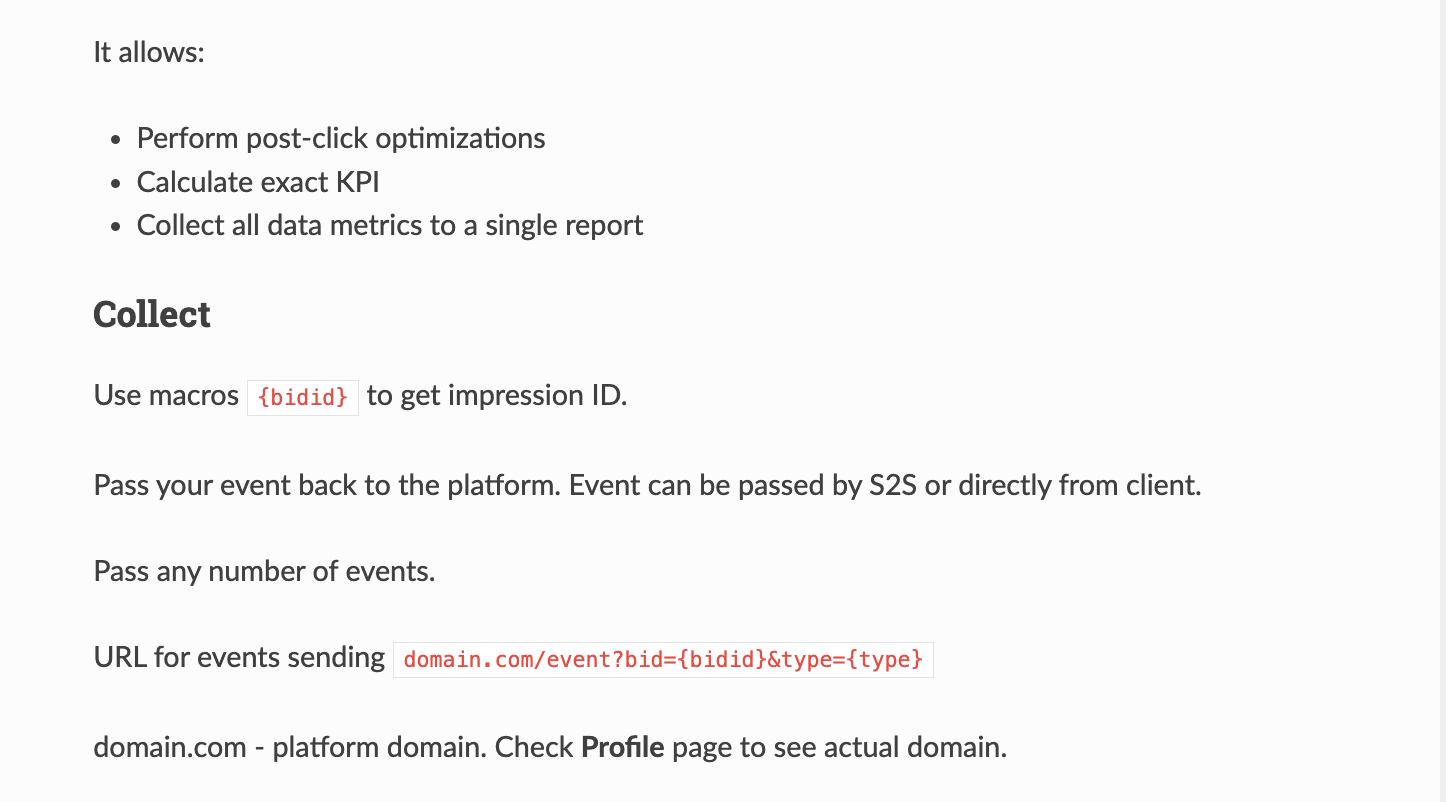 It allows:
• Perform post-click optimizations
• Calculate exact KPI
• Collect all data metrics to a single report
Collect
Use macros {bidid} to get impression ID.
Pass your event back to the platform. Event can be passed by S2S or directly from client.
Pass any number of events.
URL for events sending domain.com/event?bid={bidid}&type={type}
domain.com - platform domain. Check Profile page to see actual domain.